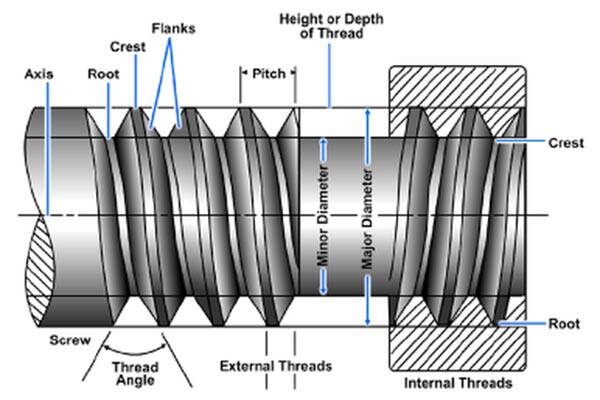 Height or Depth
of Thread
Flanks
Crest
Axis
Root
Pitch
Crest
Minor Diameter
Major Diameter
Root
Screw
Thread
Angle
External Threads
Internal Threads